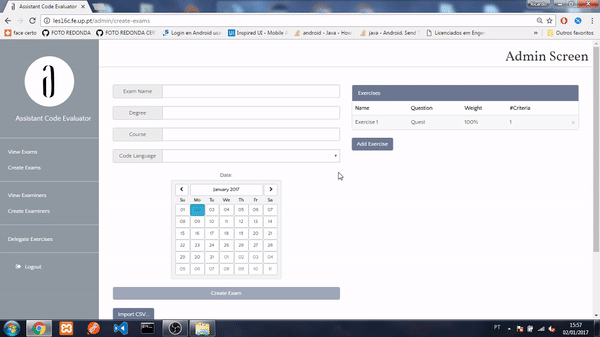 Ricardo
Assistant Code Evaluator
les16c.fe.up.pt/admin/create-exams
face certo
FOTO REDONDA
FOTO REDONDA CER
Login en Android usan
Inspired UI - Mobile A
android - Java - How
java - Android. Send
Licenciados em Enge
Outros favoritos
Admin Screen
Assistant Code Evaluator
View Exams
Create Exams
View Examiners
Create Examiners
Delegate Exercises
Logout
Exam Name
Degree
Course
Code Language
Date:
January 2017
Su Mo Tu We Th Fr Sa
01 02 03 04 05 06 07
08 09 10 11 12 13 14
15 16 17 18 19 20 21
22 23 24 25 26 27 28
29 30 31 01 02 03 04
05 06 07 08 09 10 11
Create Exam
Import CSV...
Exercises
Name Question Weight #Criteria
Exercise 1 Quest 100% 1
Add Exercise
PT
15:57
02/01/2017